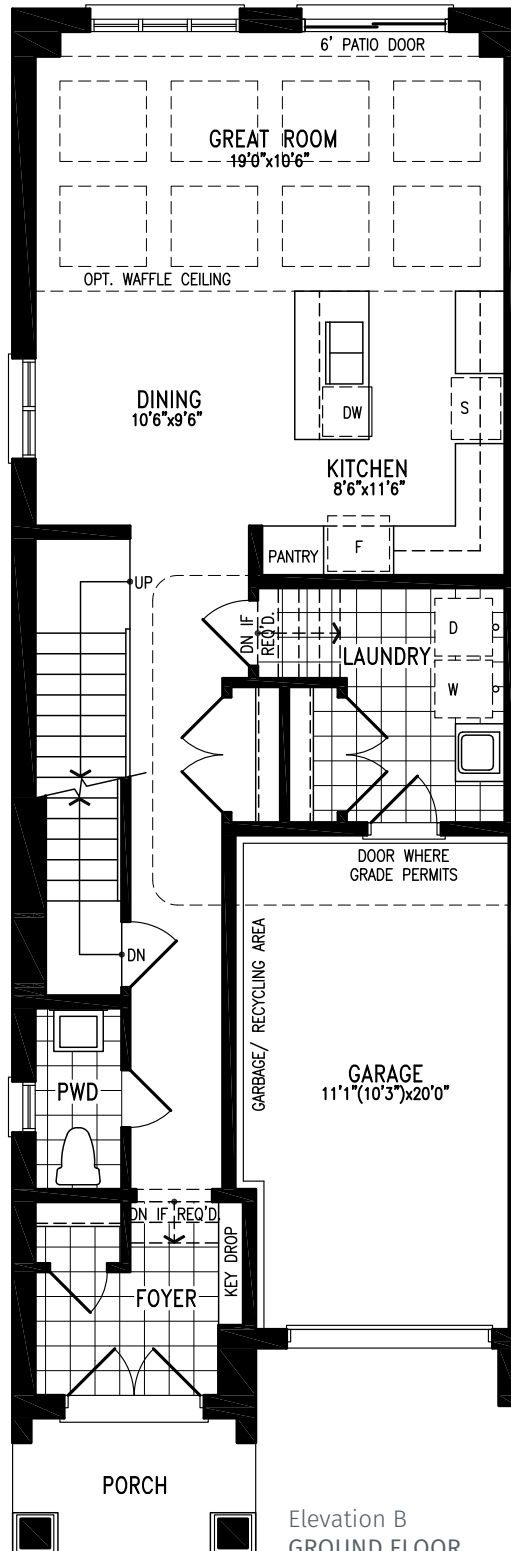 6' PATIO DOOR
GREAT ROOM
19'0"x10'6"
OPT. WAFFLE CEILING
DINING
10'6"x9'6"
DW
S
KITCHEN
8'6"x11'6"
PANTRY
F
UP
DN IF
REQ'D.
LAUNDRY
D
W
DOOR WHERE
GRADE PERMITS
DN
GARBAGE/ RECYCLING AREA
GARAGE
11'1"(10'3")x20'0"
PWD
DN IF REQ'D.
KEY DROP
FOYER
PORCH
Elevation B
GROUND FLOOR